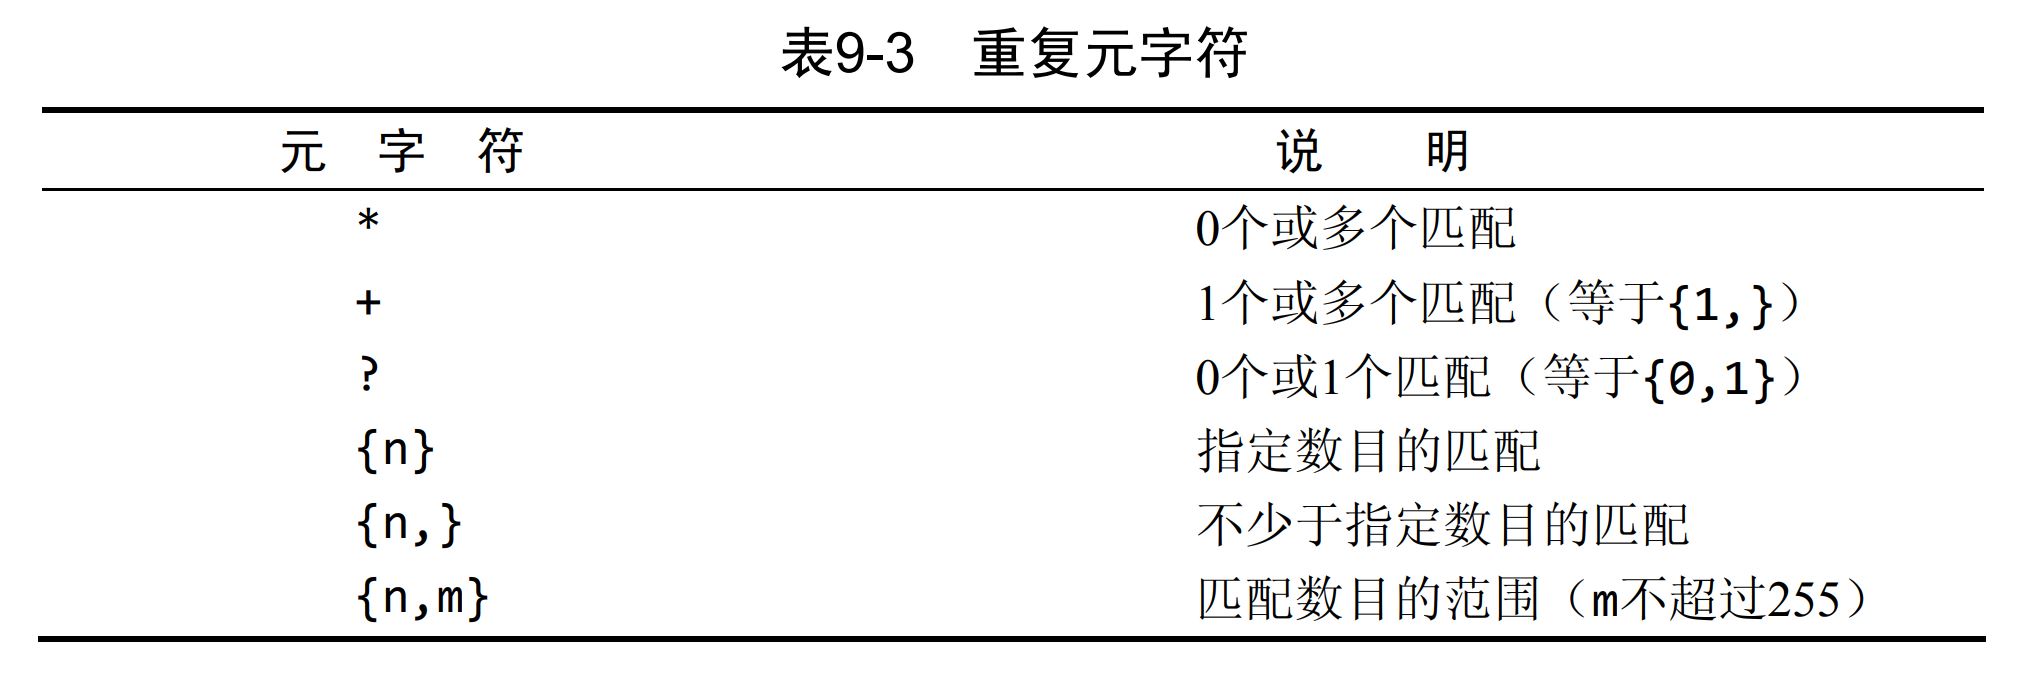 表9-3 重复元字符
元 字 符 说 明
* 0个或多个匹配
+ 1个或多个匹配（等于{1,}）
? 0个或1个匹配（等于{0,1}）
{n} 指定数目的匹配
{n,} 不少于指定数目的匹配
{n,m} 匹配数目的范围（m不超过255）